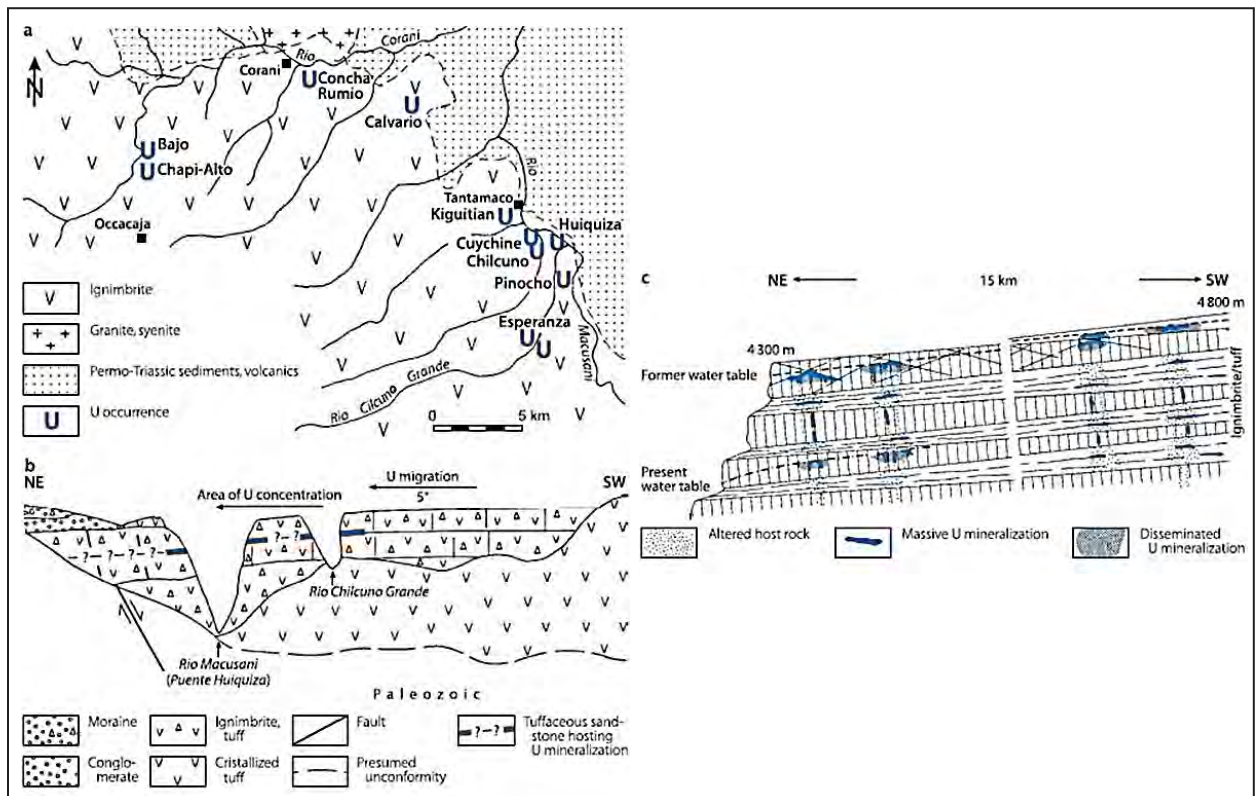 a
N
Corani
Rio
Corani
Concha
Rumio
Calvario
Bajo
Chapi-Alto
Occacaja
Rio
Tantamaco
Kiguitian
Huiquiza
Cuychine
Chilcuno
Pinocho
Esperanza
Macusani
Rio Cilcuno Grande
0 5 km
V Ignimbrite
Granite, syenite
Permo-Triassic sediments, volcanics
U U occurrence
b
NE
SW
U migration
5°
Area of U concentration
Rio Chilcuno Grande
Rio Macusani
(Puente Huiquiza)
Paleozoic
Moraine
Ignimbrite,
tuff
Fault
Tuffaceous sand-
stone hosting
U mineralization
Conglo-
merate
Cristallized
tuff
Presumed
unconformity
c
NE 15 km SW
4 800 m
4 300 m
Former water table
Present
water table
Ignimbrite/tuff
Altered host rock
Massive U mineralization
Disseminated
U mineralization